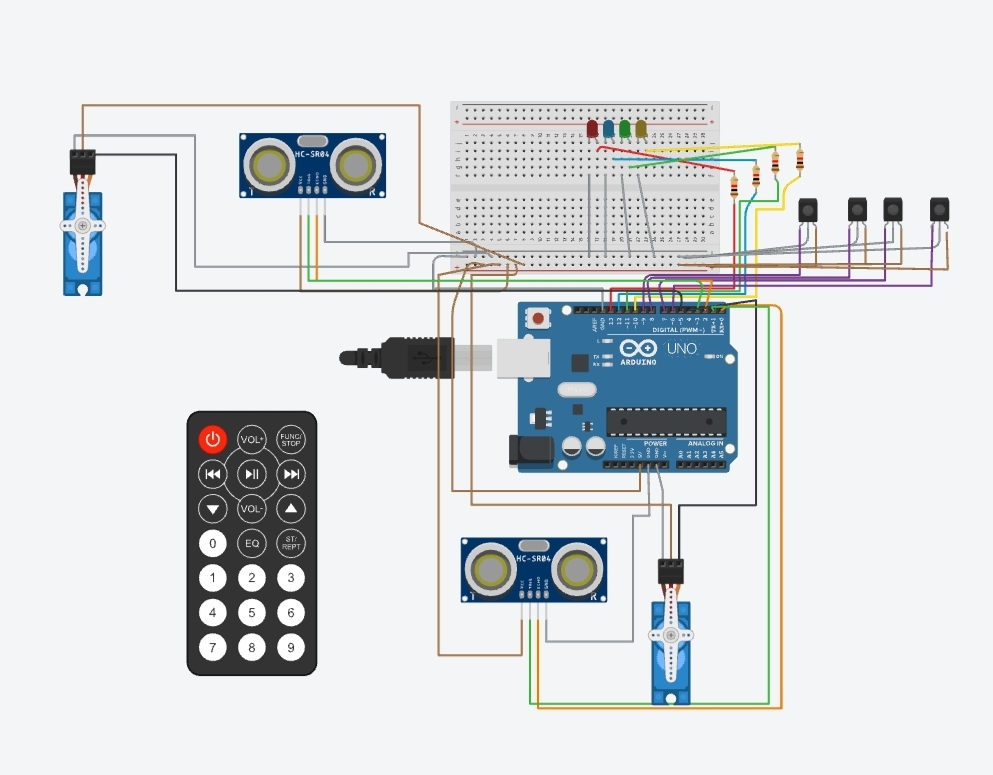 HC-SR04
T
R
VCC
TRIG
ECHO
GND
AREF
GND
13
12
~11
~10
~9
8
7
~6
~5
4
~3
2
TX→1
RX←0
DIGITAL (PWM~)
L
TX
RX
UNO
ARDUINO
ON
POWER
ANALOG IN
IOREF
RESET
3.3V
5V
GND
GND
Vin
A0
A1
A2
A3
A4
A5
VOL+
FUNC/
STOP
VOL-
0
EQ
ST/
REPT
1
2
3
4
5
6
7
8
9
HC-SR04
T
R
VCC
TRIG
ECHO
GND